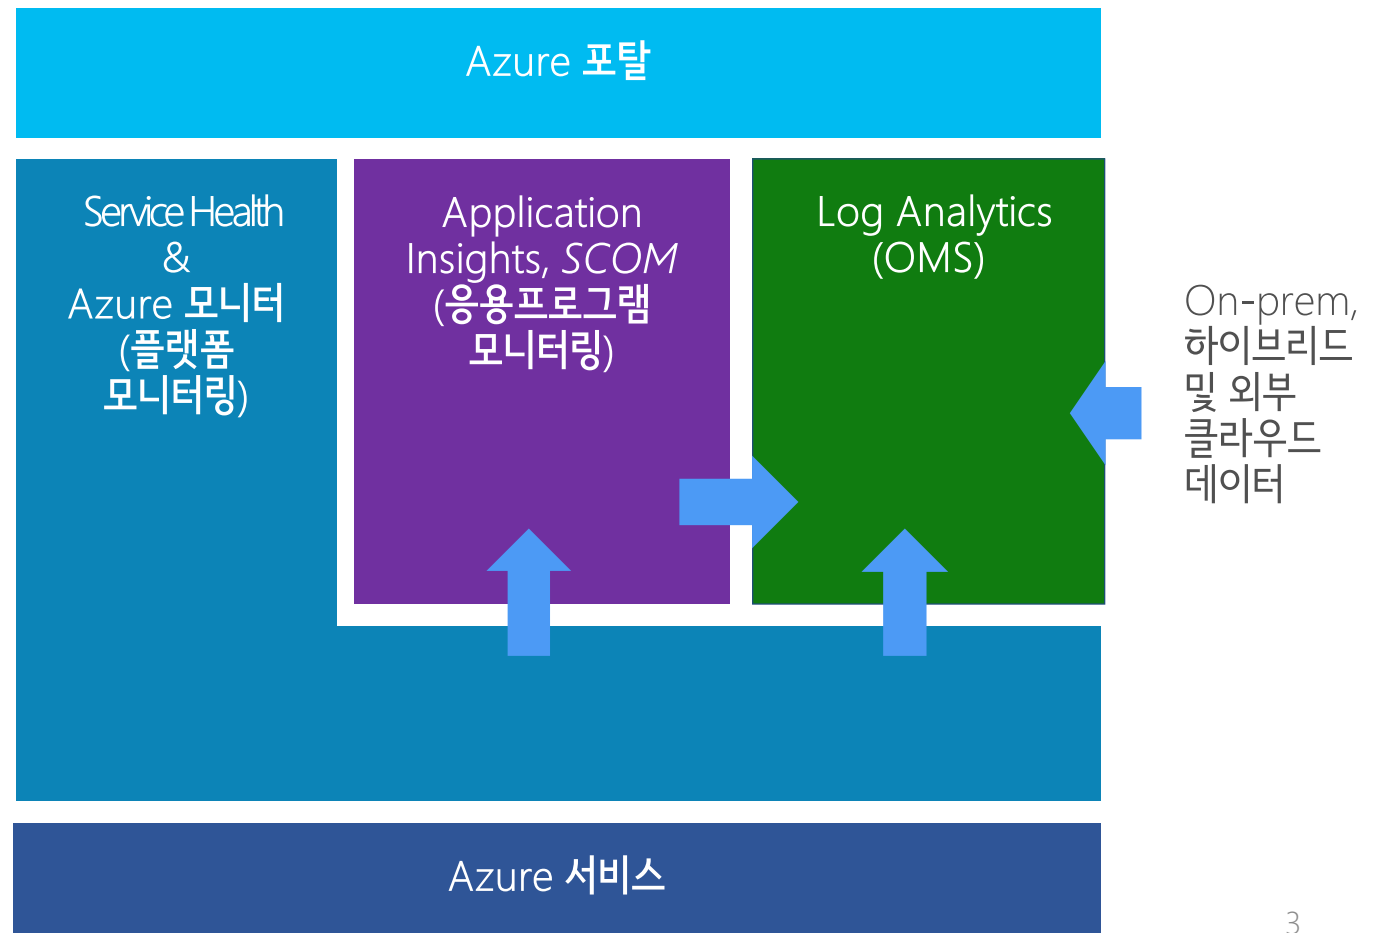 Azure 포탈
Service Health
&
Azure 모니터
(플랫폼
모니터링)
Application
Insights, SCOM
(응용프로그램
모니터링)
Log Analytics
(OMS)
On-prem,
하이브리드
및 외부
클라우드
데이터
Azure 서비스
3